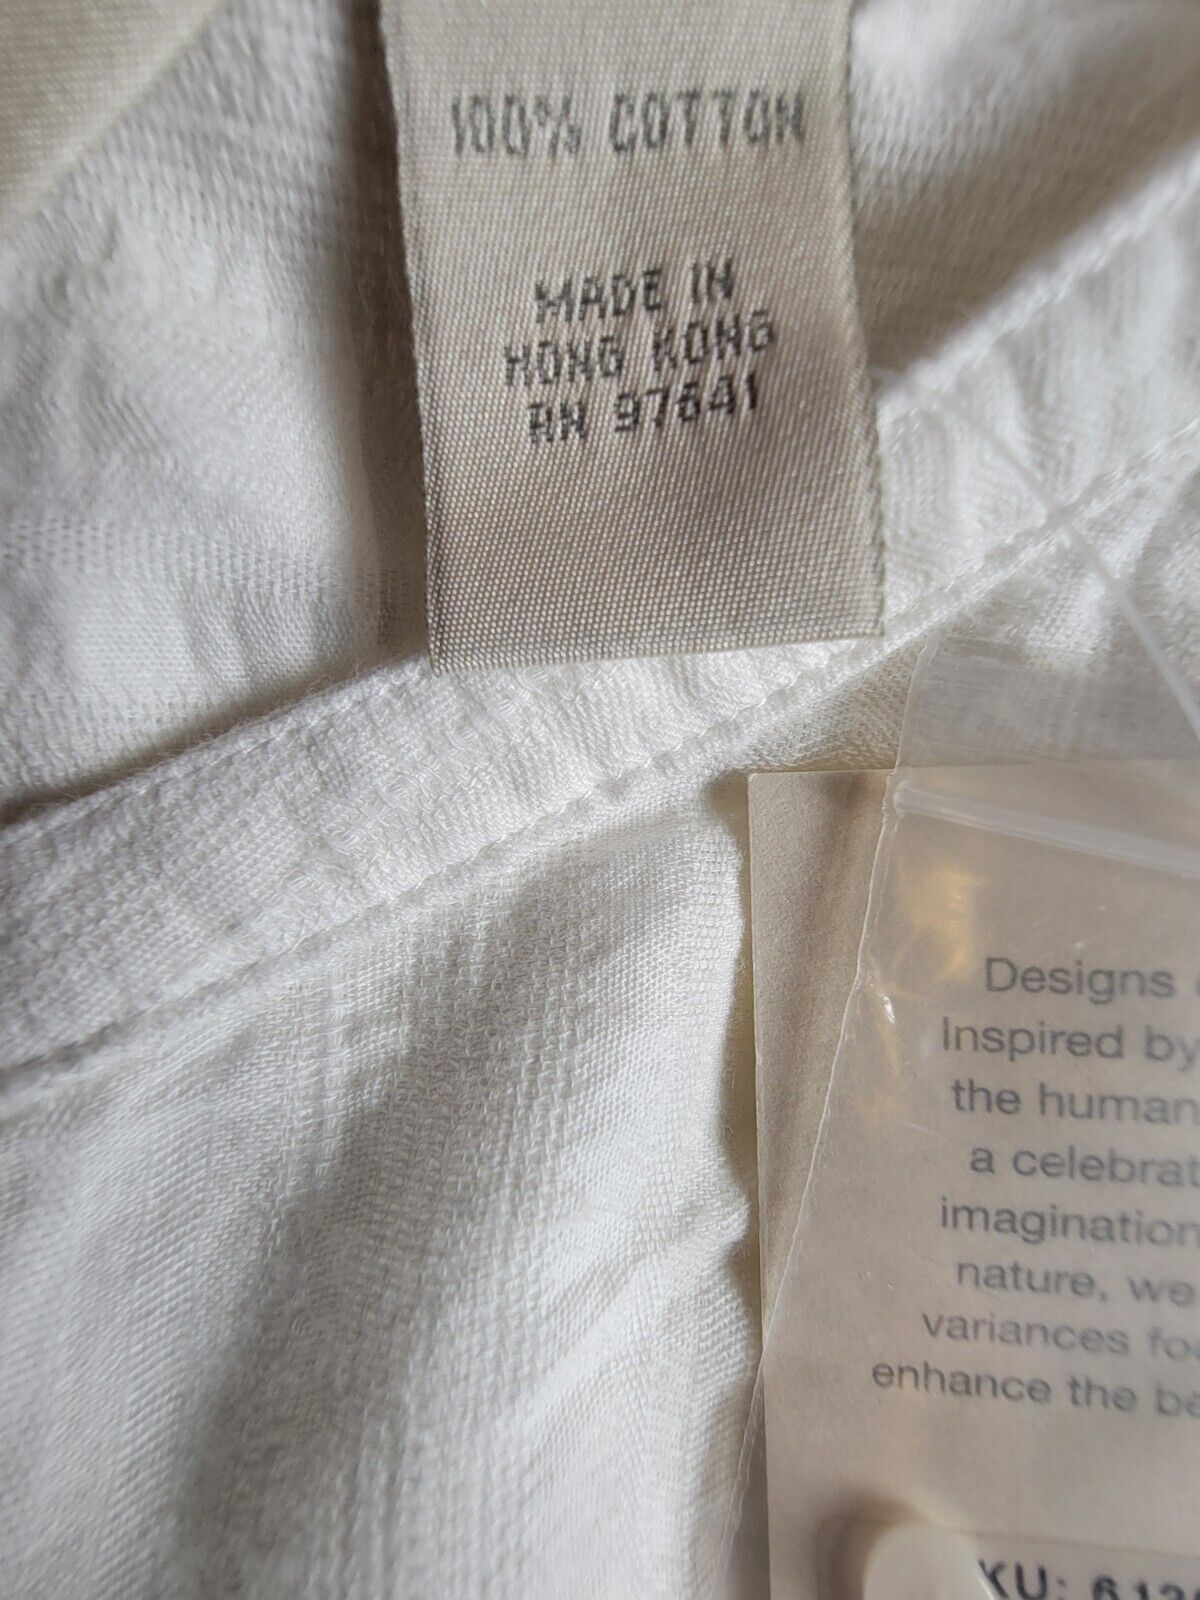 100% COTTON
MADE IN
HONG KONG
RN 97641
Designs
Inspired by
the human
a celebrat
imagination
nature, we
variances fo
enhance the be
KU: 613